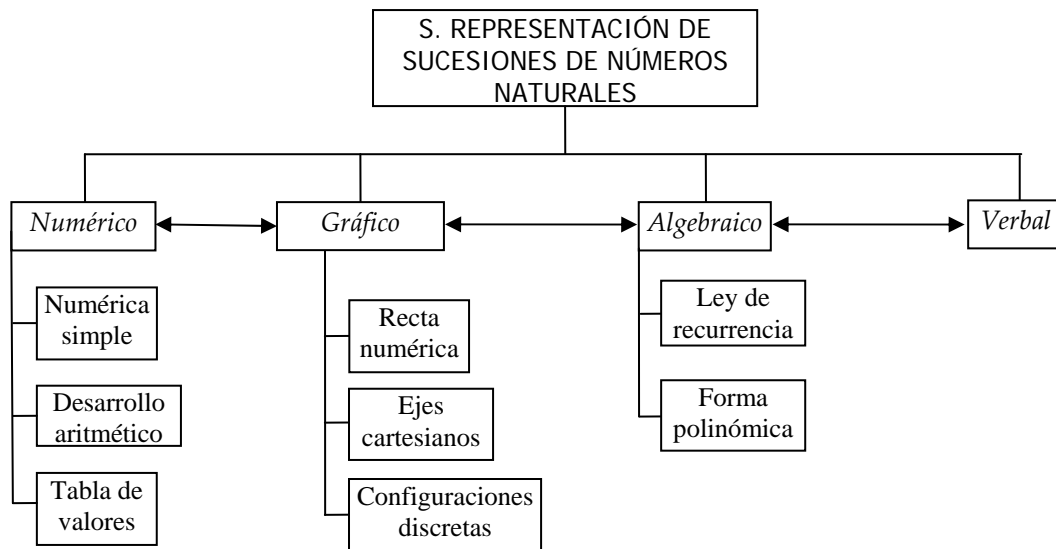 S. REPRESENTACIÓN DE
SUCESIONES DE NÚMEROS
NATURALES
Numérico
Gráfico
Algebraico
Verbal
Numérica
simple
Desarrollo
aritmético
Tabla de
valores
Recta
numérica
Ejes
cartesianos
Configuraciones
discretas
Ley de
recurrencia
Forma
polinómica